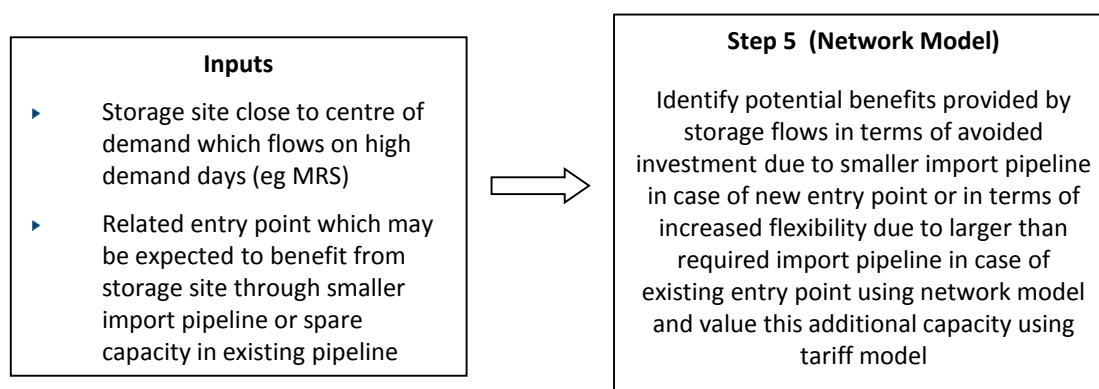 Inputs
Storage site close to centre of
demand which flows on high
demand days (eg MRS)
Related entry point which may
be expected to benefit from
storage site through smaller
import pipeline or spare
capacity in existing pipeline
Step 5  (Network Model)
Identify potential benefits provided by
storage flows in terms of avoided
investment due to smaller import pipeline
in case of new entry point or in terms of
increased flexibility due to larger than
required import pipeline in case of
existing entry point using network model
and value this additional capacity using
tariff model